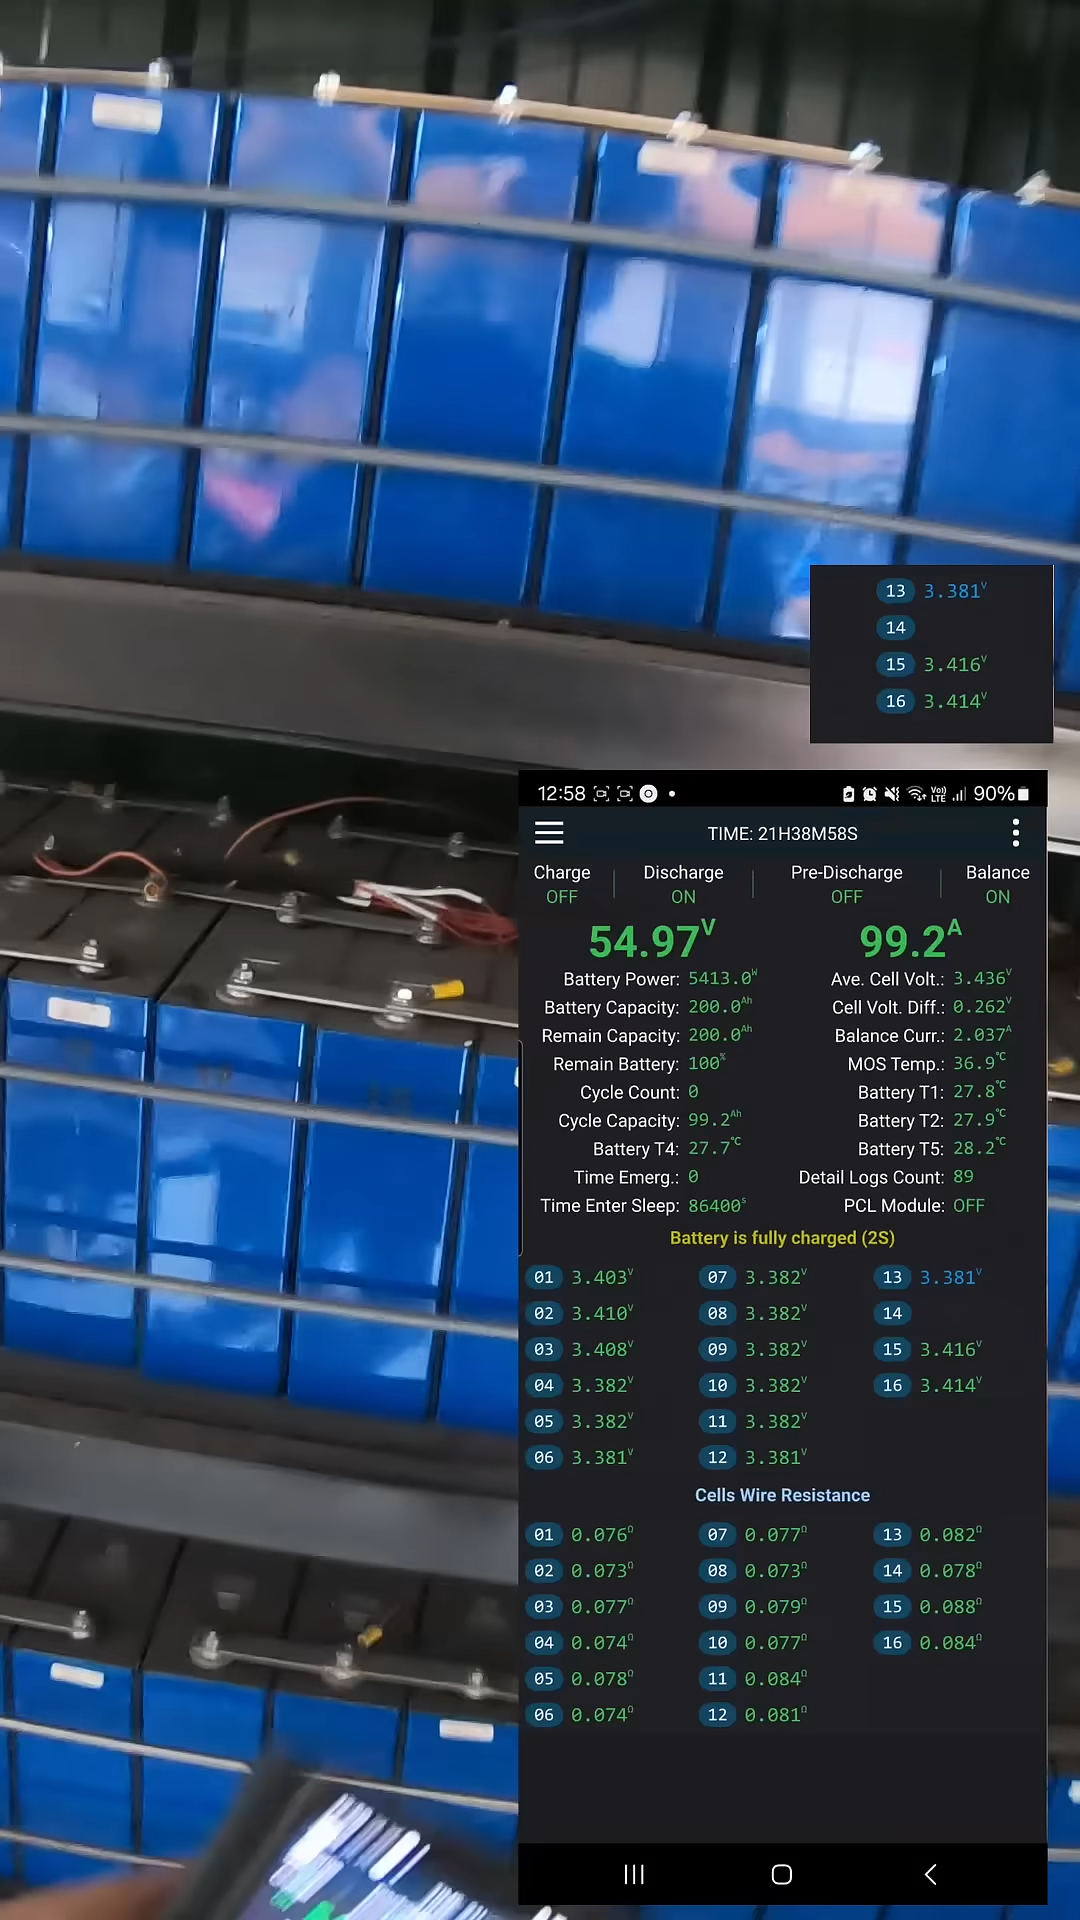 13 3.381V
14
15 3.416V
16 3.414V
12:58 Vo) LTE 90%
TIME: 21H38M58S
Charge Discharge Pre-Discharge Balance
OFF ON OFF ON
54.97V 99.2A
Battery Power: 5413.0W Ave. Cell Volt.: 3.436V
Battery Capacity: 200.0Ah Cell Volt. Diff.: 0.262V
Remain Capacity: 200.0Ah Balance Curr.: 2.037A
Remain Battery: 100% MOS Temp.: 36.9℃
Cycle Count: 0 Battery T1: 27.8℃
Cycle Capacity: 99.2Ah Battery T2: 27.9℃
Battery T4: 27.7℃ Battery T5: 28.2℃
Time Emerg.: 0 Detail Logs Count: 89
Time Enter Sleep: 86400s PCL Module: OFF
Battery is fully charged (2S)
01 3.403V 07 3.382V 13 3.381V
02 3.410V 08 3.382V 14
03 3.408V 09 3.382V 15 3.416V
04 3.382V 10 3.382V 16 3.414V
05 3.382V 11 3.382V
06 3.381V 12 3.381V
Cells Wire Resistance
01 0.076Ω 07 0.077Ω 13 0.082Ω
02 0.073Ω 08 0.073Ω 14 0.078Ω
03 0.077Ω 09 0.079Ω 15 0.088Ω
04 0.074Ω 10 0.077Ω 16 0.084Ω
05 0.078Ω 11 0.084Ω
06 0.074Ω 12 0.081Ω